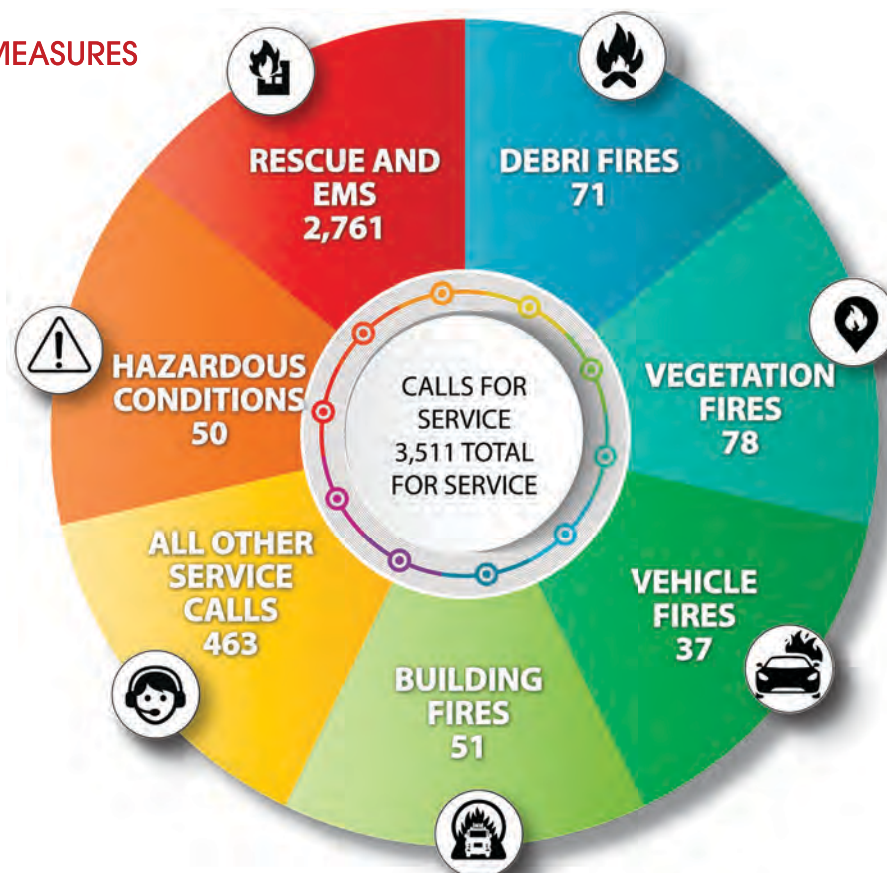 MEASURES
RESCUE AND
EMS
2,761
DEBRI FIRES
71
HAZARDOUS
CONDITIONS
50
CALLS FOR
SERVICE
3,511 TOTAL
FOR SERVICE
VEGETATION
FIRES
78
ALL OTHER
SERVICE
CALLS
463
VEHICLE
FIRES
37
BUILDING
FIRES
51